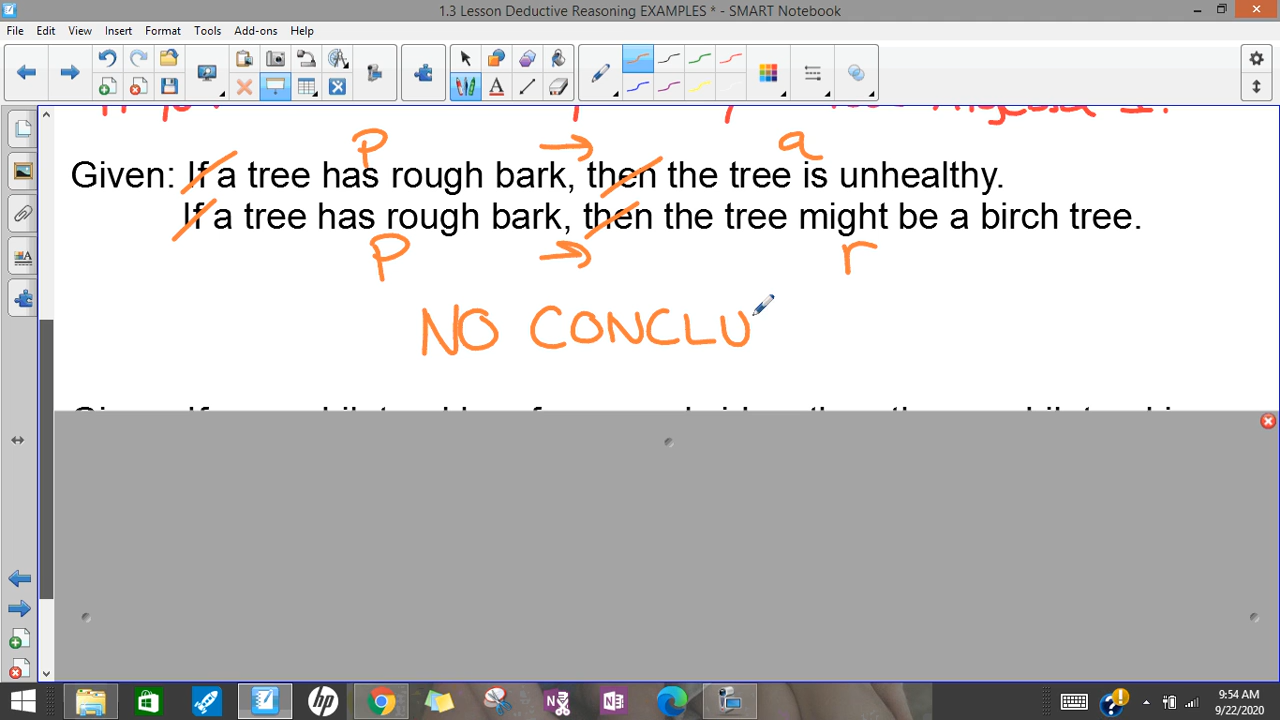 1.3 Lesson Deductive Reasoning EXAMPLES * - SMART Notebook
File Edit View Insert Format Tools Add-ons Help
p → q
Given: If a tree has rough bark, then the tree is unhealthy.
If a tree has rough bark, then the tree might be a birch tree.
p → r
NO CONCLU
9:54 AM
9/22/2020